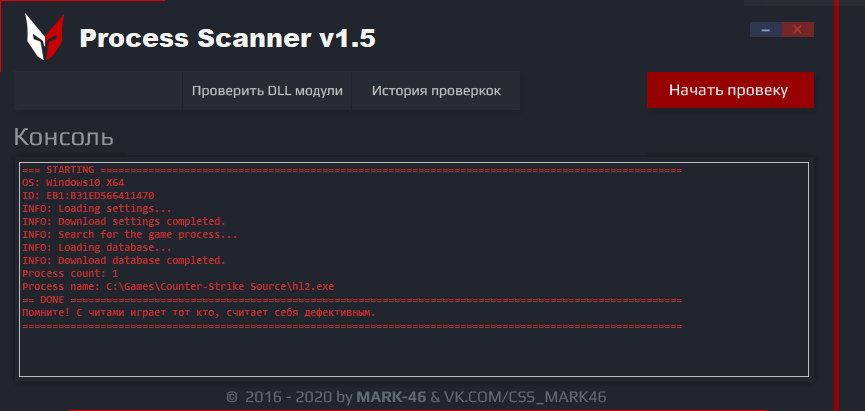 Process Scanner v1.5
Проверить DLL модули
История проверкок
Начать провеку
Консоль
=== STARTING =================================================================================================
OS: Windows10 X64
ID: EB1:B31ED566411470
INFO: Loading settings...
INFO: Download settings completed.
INFO: Search for the game process...
INFO: Loading database...
INFO: Download database completed.
Process count: 1
Process name: C:\Games\Counter-Strike Source\hl2.exe
== DONE ======================================================================================================
Помните! С читами играет тот кто, считает себя дефективным.
==============================================================================================================
© 2016 - 2020 by MARK-46 & VK.COM/CSS_MARK46